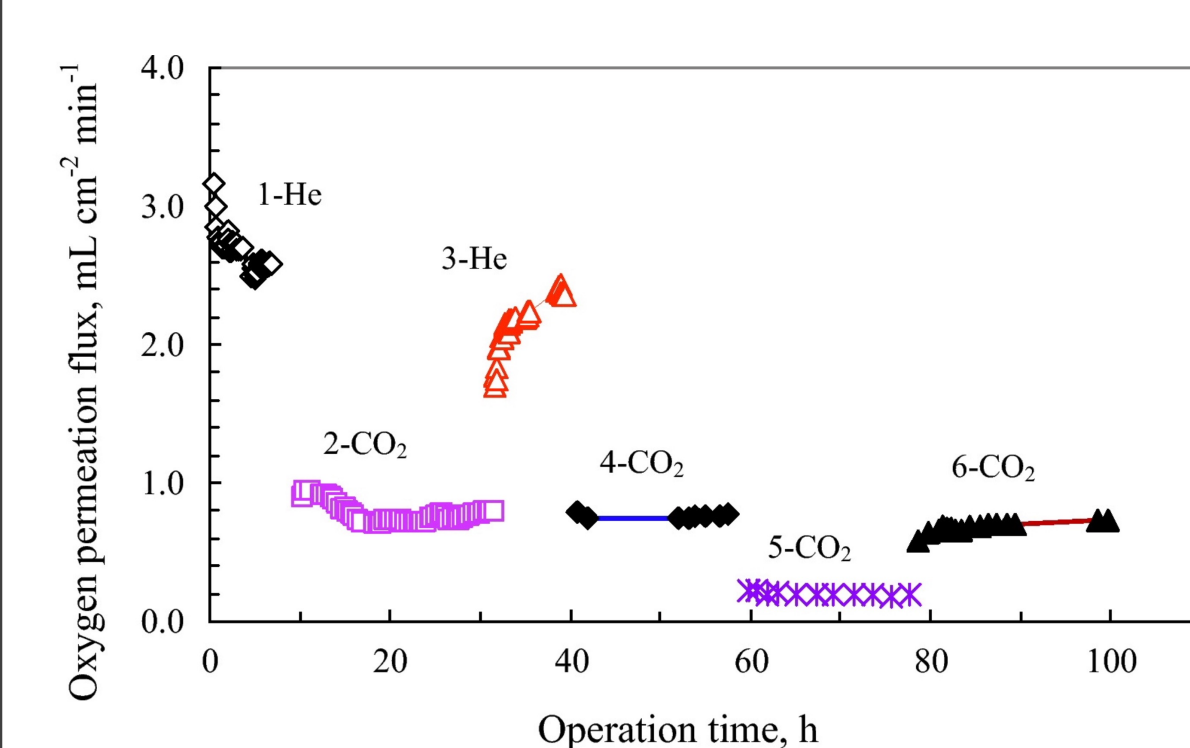 4.0
3.0
2.0
1.0
0.0
Oxygen permeation flux, mL cm⁻² min⁻¹
1-He
3-He
2-CO₂
4-CO₂
6-CO₂
5-CO₂
0 20 40 60 80 100
Operation time, h